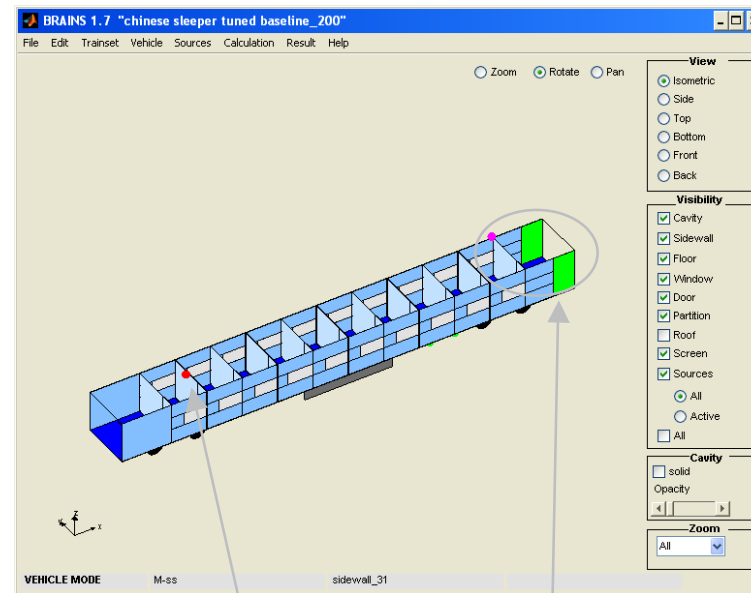 BRAINS 1.7 "chinese sleeper tuned baseline_200"
File Edit Trainset Vehicle Sources Calculation Result Help
Zoom Rotate Pan
View
Isometric
Side
Top
Bottom
Front
Back
Visibility
Cavity
Sidewall
Floor
Window
Door
Partition
Roof
Screen
Sources
All
Active
All
Cavity
solid
Opacity
Zoom
All
z
x
VEHICLE MODE M-ss sidewall_31